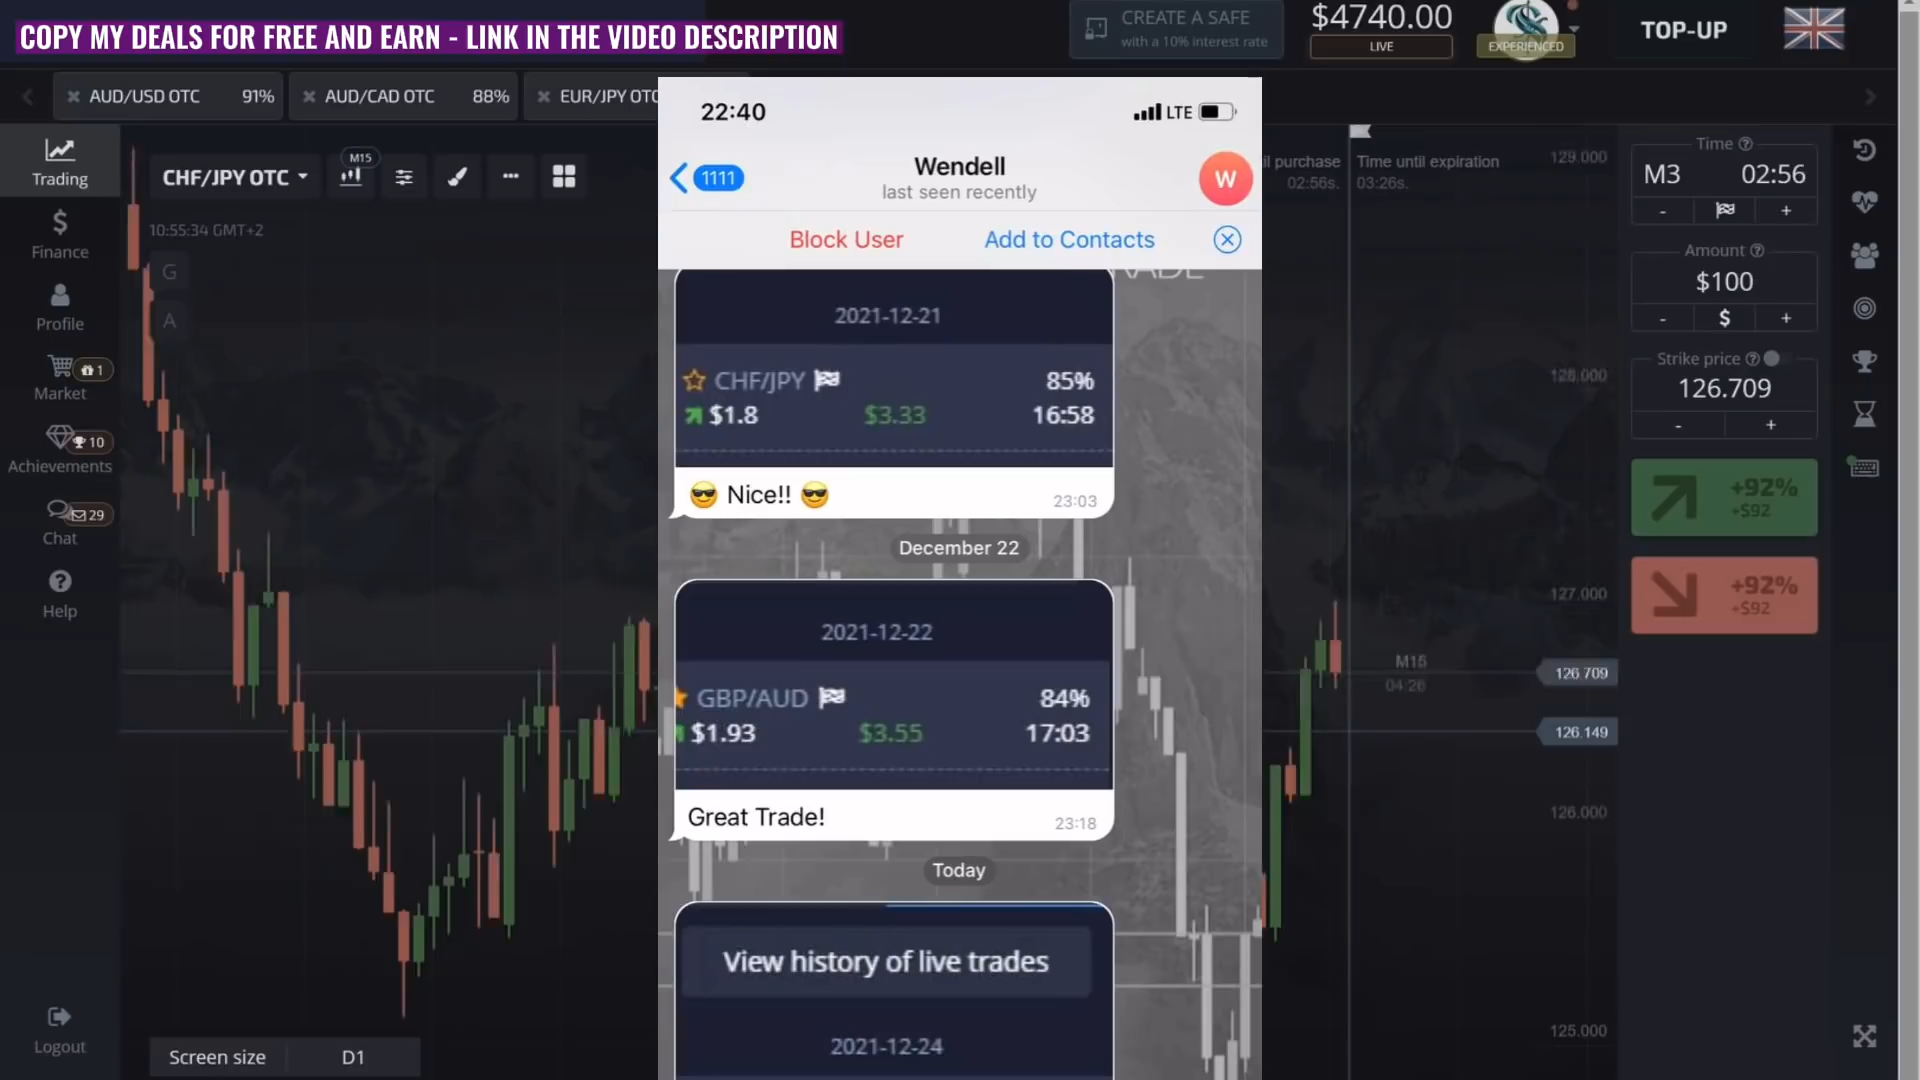 COPY MY DEALS FOR FREE AND EARN - LINK IN THE VIDEO DESCRIPTION
CREATE A SAFE
with a 10% interest rate
$4740.00
LIVE
EXPERIENCED
TOP-UP
AUD/USD OTC 91%
AUD/CAD OTC 88%
EUR/JPY OTC
Trading
Finance
Profile
1
Market
10
Achievements
29
Chat
Help
Logout
CHF/JPY OTC
M15
10:55:34 GMT+2
G
A
Screen size D1
22:40
LTE
1111
Wendell
last seen recently
W
Block User
Add to Contacts
2021-12-21
CHF/JPY 85%
$1.8 $3.33 16:58
😎 Nice!! 😎
23:03
December 22
2021-12-22
GBP/AUD 84%
$1.93 $3.55 17:03
Great Trade!
23:18
Today
View history of live trades
2021-12-24
purchase
02:56s.
Time until expiration
03:26s.
129.000
128.000
127.000
M15
04:26
126.709
126.149
126.000
125.000
Time
M3 02:56
- +
Amount
$100
- $ +
Strike price
126.709
- +
+92%
+$92
+92%
+$92